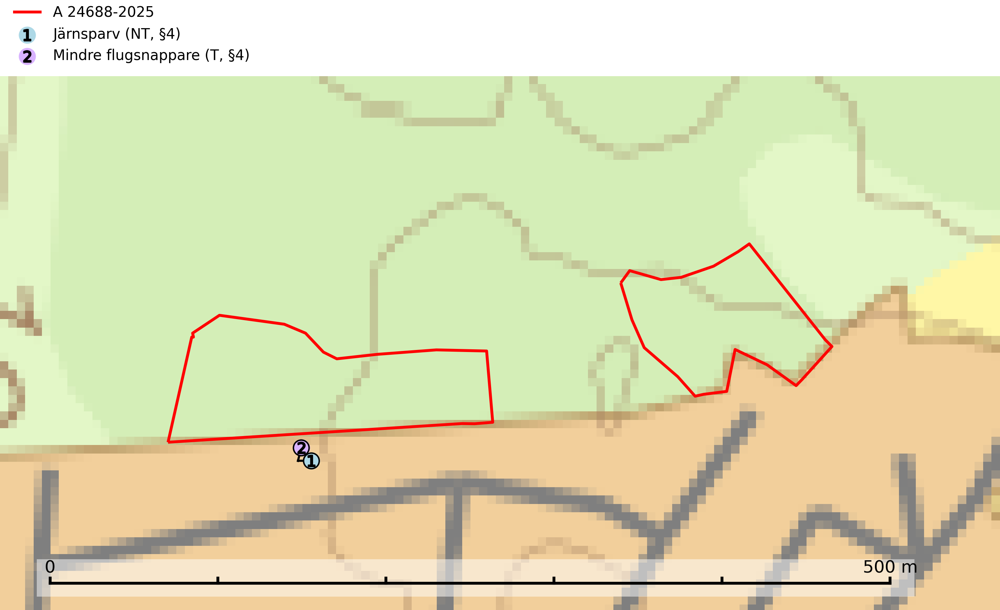 A 24688-2025
1 Järnsparv (NT, §4)
2 Mindre flugsnappare (T, §4)
2
1
0 500 m